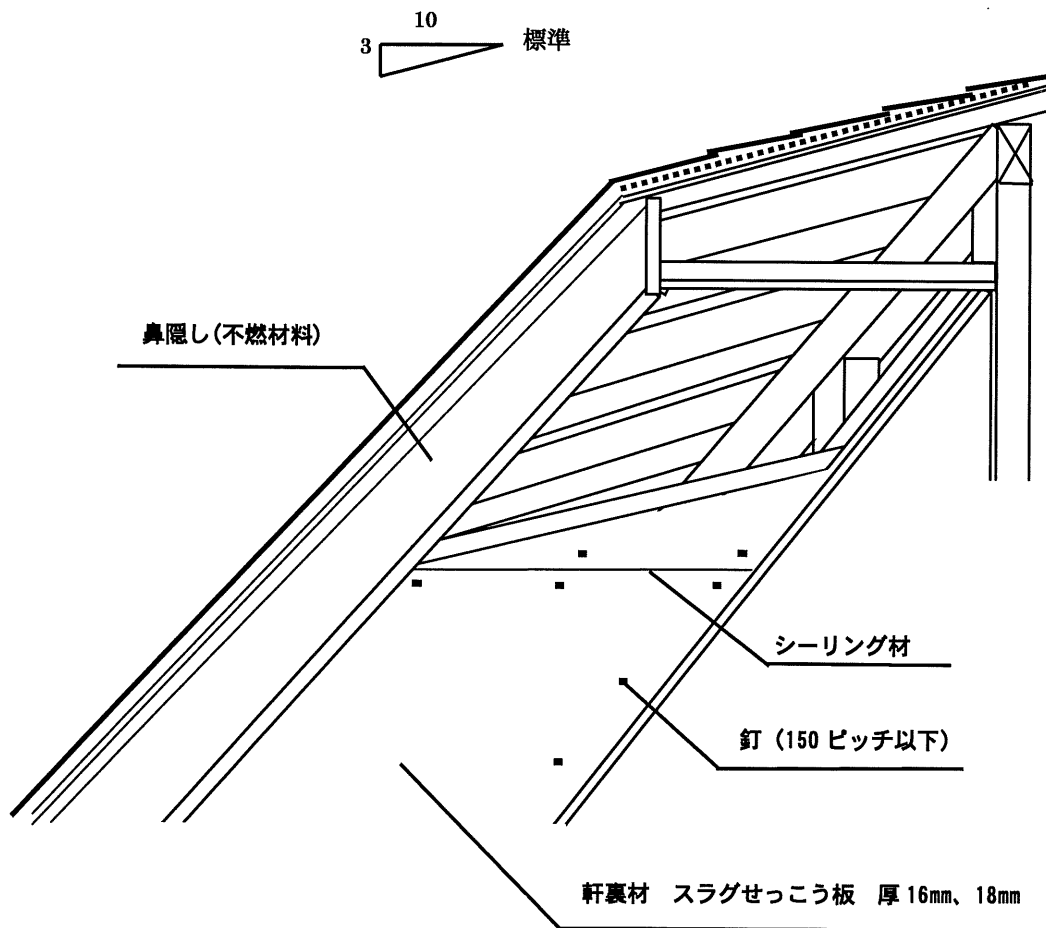 10
3 標準
鼻隠し(不燃材料)
シーリング材
釘（150 ピッチ以下）
軒裏材　スラグせっこう板　厚 16mm、18mm